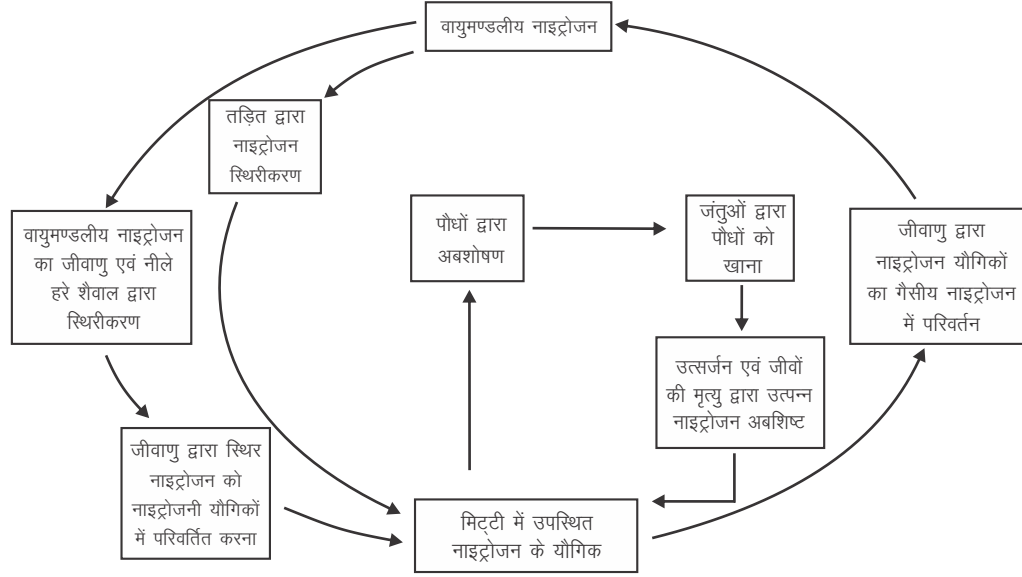 वायुमण्डलीय नाइट्रोजन
तड़ित द्वारा
नाइट्रोजन
स्थिरीकरण
वायुमण्डलीय नाइट्रोजन
का जीवाणु एवं नीले
हरे शैवाल द्वारा
स्थिरीकरण
पौधों द्वारा
अबशोषण
जंतुओं द्वारा
पौधों को
खाना
जीवाणु द्वारा
नाइट्रोजन यौगिकों
का गैसीय नाइट्रोजन
में परिवर्तन
उत्सर्जन एवं जीवों
की मृत्यु द्वारा उत्पन्न
नाइट्रोजन अबशिष्ट
जीवाणु द्वारा स्थिर
नाइट्रोजन को
नाइट्रोजनी यौगिकों
में परिवर्तित करना
मिट्टी में उपस्थित
नाइट्रोजन के यौगिक